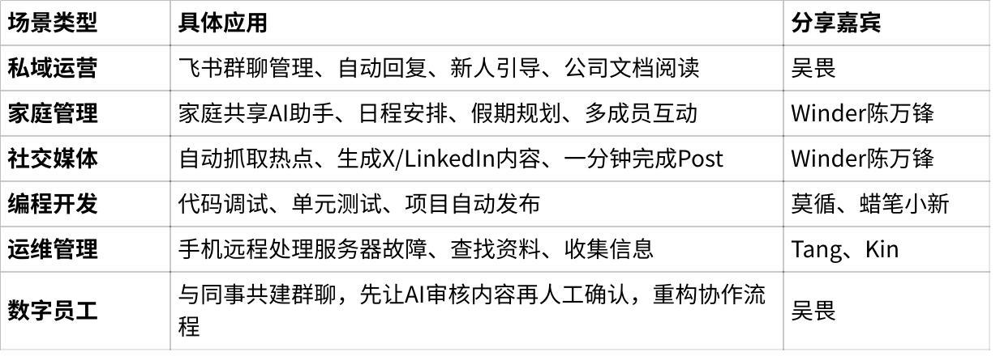 场景类型 具体应用 分享嘉宾
私域运营 飞书群聊管理、自动回复、新人引导、公司文档阅读 吴畏
家庭管理 家庭共享AI助手、日程安排、假期规划、多成员互动 Winder陈万锋
社交媒体 自动抓取热点、生成X/LinkedIn内容、一分钟完成Post Winder陈万锋
编程开发 代码调试、单元测试、项目自动发布 莫循、蜡笔小新
运维管理 手机远程处理服务器故障、查找资料、收集信息 Tang、Kin
数字员工 与同事共建群聊，先让AI审核内容再人工确认，重构协作流
程 吴畏